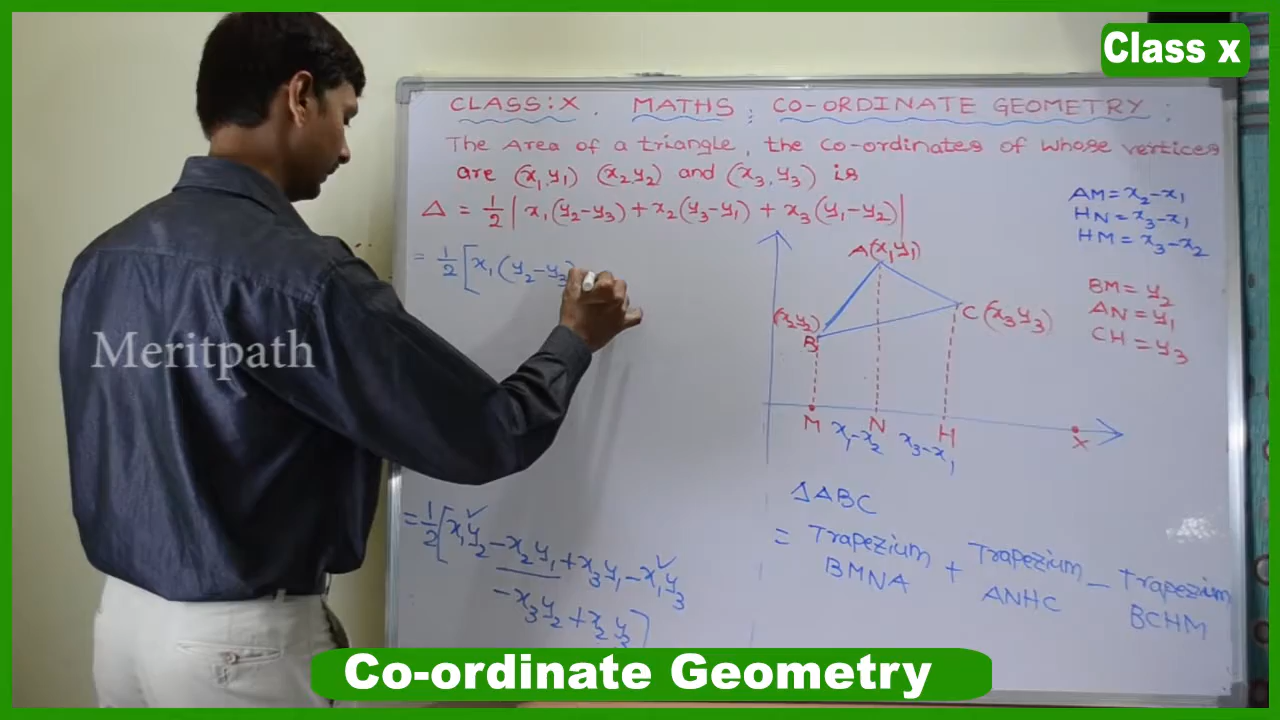 Class x
CLASS:X, MATHS; CO-ORDINATE GEOMETRY:
The Area of a triangle, the co-ordinates of whose vertices
are (x₁,y₁) (x₂,y₂) and (x₃,y₃) is
Δ = 1/2 | x₁(y₂-y₃)+x₂(y₃-y₁)+x₃(y₁-y₂)|
= 1/2 [x₁(y₂-y₃)
AM = x₂-x₁
HN = x₃-x₁
HM = x₃-x₂
BM = y₂
AN = y₁
CH = y₃
A(x₁,y₁)
C(x₃y₃)
(x₂y₂)
B
M
N
H
X
x₁-x₂
x₃-x₁
Meritpath
= 1/2[x₁y₂-x₂y₁+x₃y₁-x₁y₃
-x₃y₂+x₂y₃]
ΔABC
= Trapezium + Trapezium - Trapezium
BMNA ANHC BCHM
Co-ordinate Geometry